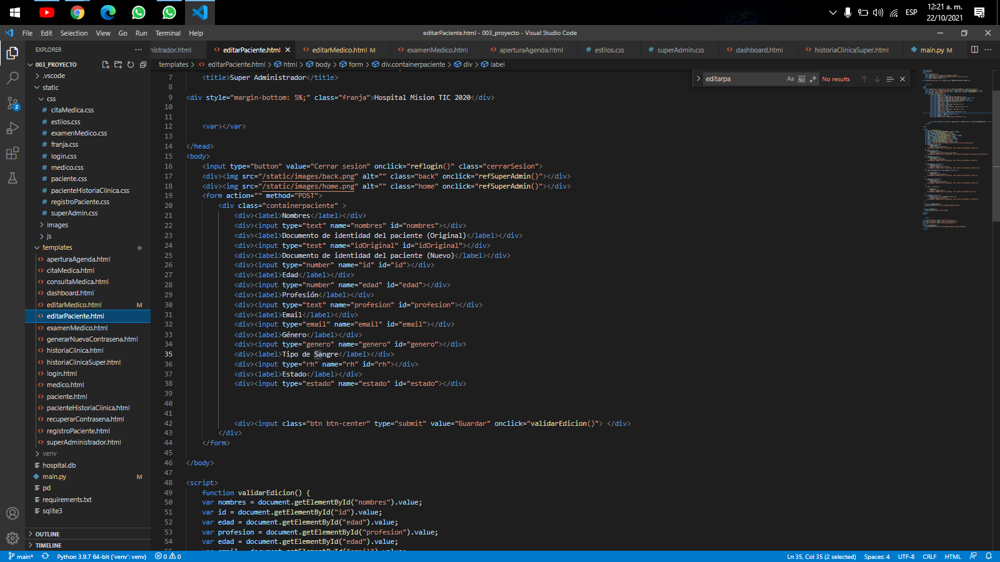 ESP
12:21 a. m.
22/10/2021
File Edit Selection View Go Run Terminal Help
editarPaciente.html - 003_proyecto - Visual Studio Code
EXPLORER
nistrador.html editarPaciente.html editarMedico.html M examenMedico.html aperturaAgenda.html estilos.css superAdmin.css dashboard.html historiaClinicaSuper.html main.py M
templates > editarPaciente.html > html > body > form > div.containerpaciente > div > label
editarpa
Aa
No results
003_PROYECTO
.vscode
static
css
citaMedica.css
estilos.css
examenMedico.css
franja.css
login.css
medico.css
paciente.css
pacienteHistoriaClinica.css
registroPaciente.css
superAdmin.css
images
js
templates
aperturaAgenda.html
citaMedica.html
consultaMedica.html
dashboard.html
editarMedico.html M
editarPaciente.html
examenMedico.html
generarNuevaContrasena.html
historiaClinica.html
historiaClinicaSuper.html
login.html
medico.html
paciente.html
pacienteHistoriaClinica.html
recuperarContrasena.html
registroPaciente.html
superAdministrador.html
venv
hospital.db
main.py M
pd
requirements.txt
sqlite3
OUTLINE
TIMELINE
2
7 <title>Super Administrador</title>
8
9 <div style="margin-bottom: 5%;" class="franja">Hospital Mision TIC 2020</div>
10
11
12 <var></var>
13
14 </head>
15 <body>
16 <input type="button" value="Cerrar sesion" onclick="reflogin()" class="cerrarSesion">
17 <div><img src="/static/images/back.png" alt="" class="back" onclick="refSuperAdmin()"></div>
18 <div><img src="/static/images/home.png" alt="" class="home" onclick="refSuperAdmin()"></div>
19 <form action="" method="POST">
20 <div class="containerpaciente" >
21 <div><label>Nombres</label></div>
22 <div><input type="text" name="nombres" id="nombres"></div>
23 <div><label>Documento de identidad del paciente (Original)</label></div>
24 <div><input type="text" name="idOriginal" id="idOriginal"></div>
25 <div><label>Documento de identidad del paciente (Nuevo)</label></div>
26 <div><input type="number" name="id" id="id"></div>
27 <div><label>Edad</label></div>
28 <div><input type="number" name="edad" id="edad"></div>
29 <div><label>Profesión</label></div>
30 <div><input type="text" name="profesion" id="profesion"></div>
31 <div><label>Email</label></div>
32 <div><input type="email" name="email" id="email"></div>
33 <div><label>Género</label></div>
34 <div><input type="genero" name="genero" id="genero"></div>
35 <div><label>Tipo de Sangre</label></div>
36 <div><input type="rh" name="rh" id="rh"></div>
37 <div><label>Estado</label></div>
38 <div><input type="estado" name="estado" id="estado"></div>
39
40
41
42 <div><input class="btn btn-center" type="submit" value="Guardar" onclick="validarEdicion()"> </div>
43 </div>
44 </form>
45
46 </body>
47
48 <script>
49 function validarEdicion() {
50 var nombres = document.getElementById("nombres").value;
51 var id = document.getElementById("id").value;
52 var edad = document.getElementById("edad").value;
53 var profesion = document.getElementById("profesion").value;
54 var edad = document.getElementById("edad").value;
main* Python 3.9.7 64-bit ('venv': venv) 0 0
Ln 35, Col 35 (2 selected) Spaces: 4 UTF-8 CRLF HTML